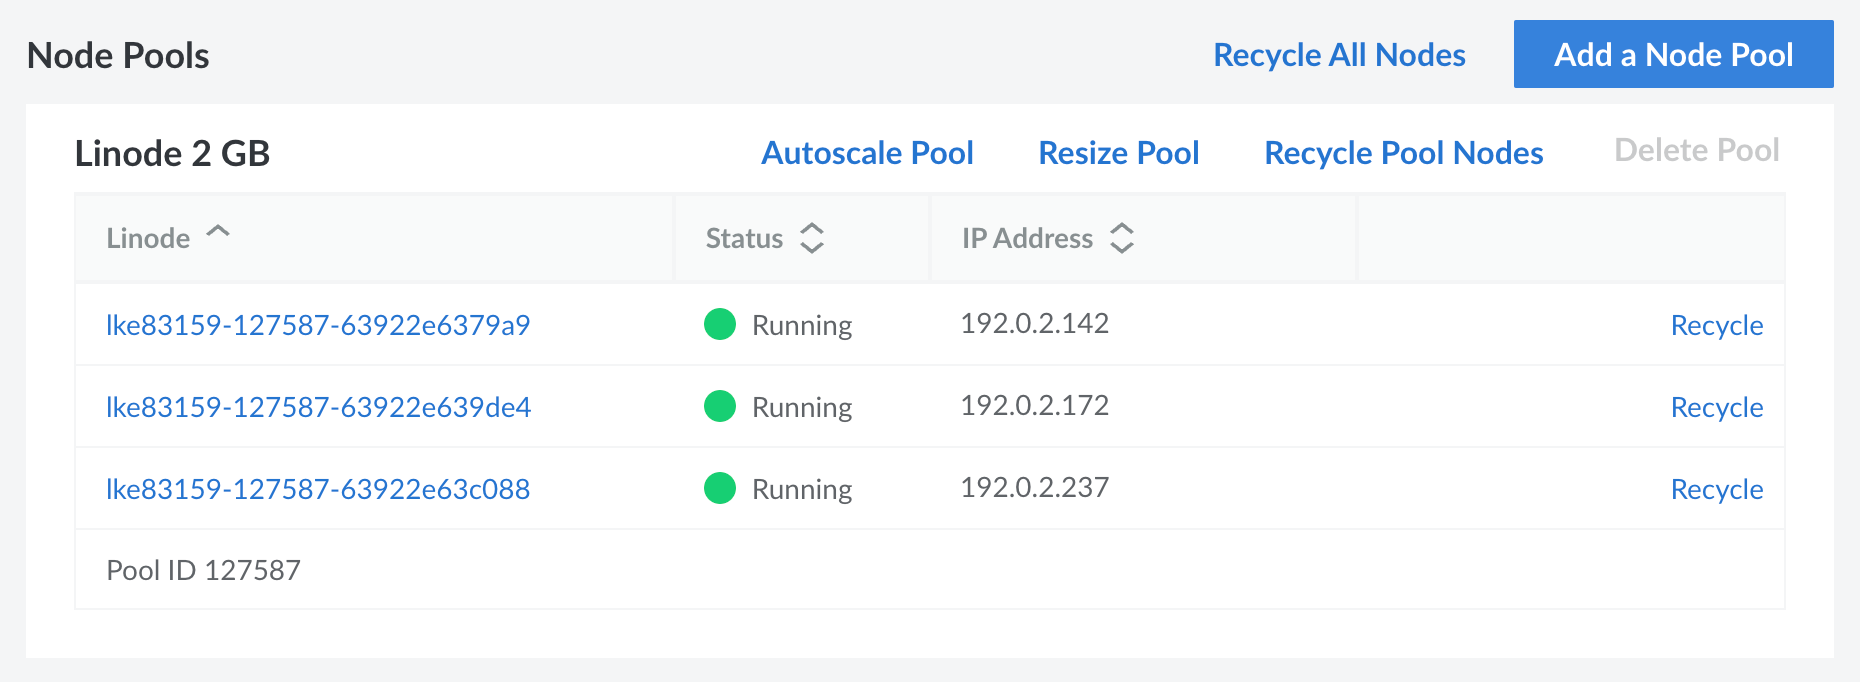 Node Pools Recycle All Nodes Add a Node Pool
Linode 2 GB Autoscale Pool Resize Pool Recycle Pool Nodes Delete Pool
Linode Status IP Address
lke83159-127587-63922e6379a9 Running 192.0.2.142 Recycle
lke83159-127587-63922e639de4 Running 192.0.2.172 Recycle
lke83159-127587-63922e63c088 Running 192.0.2.237 Recycle
Pool ID 127587